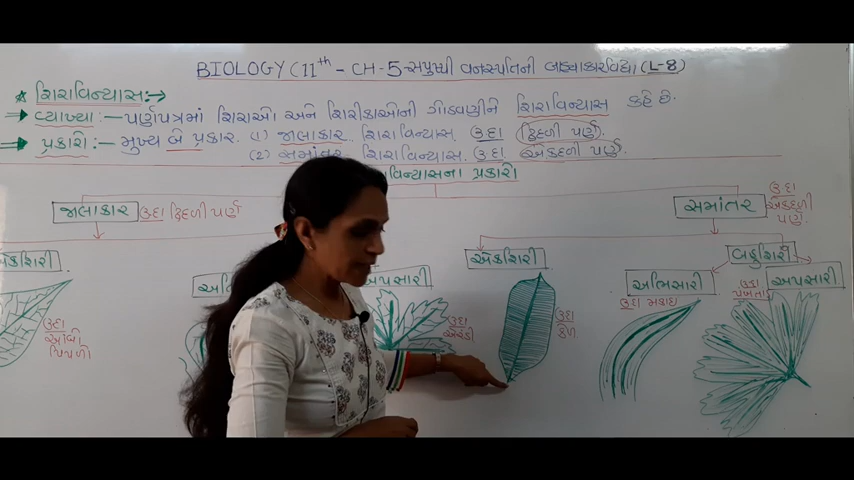 BIOLOGY (11th - CH-5-સપુષ્પી વનસ્પતિની બાહ્યાકારવિદ્યા (L-8)
★ શિરાવિન્યાસ:→
→ વ્યાખ્યા :— પર્ણપત્રમાં શિરાઓ અને શિરીકાઓની ગોઠવણીને શિરાવિન્યાસ કહે છે.
→ પ્રકારો :— મુખ્ય બે પ્રકાર. (1) જાલાકાર શિરાવિન્યાસ. ઉદા (દ્વિદળી પર્ણ).
(2) સમાંતર શિરાવિન્યાસ. ઉદા (એકદળી પર્ણ.
વિન્યાસના પ્રકારો
જાલાકાર ઉદા દ્વિદળી પર્ણ
સમાંતર ઉદા એકદળી પર્ણ.
એકશિરી
અપસારી
એકશિરી
બહુશિરી
અભિસારી
અપસારી
ઉદા પીપળી
ઉદા એરંડી
ઉદા કેળ
ઉદા મકાઇ
ઉદા